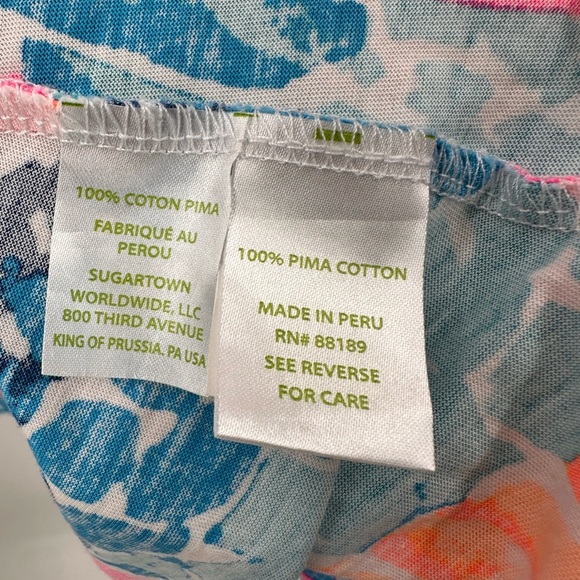 100% COTON PIMA
FABRIQUÉ AU
PEROU
SUGARTOWN
WORLDWIDE, LLC
800 THIRD AVENUE
KING OF PRUSSIA, PA USA
100% PIMA COTTON
MADE IN PERU
RN# 88189
SEE REVERSE
FOR CARE